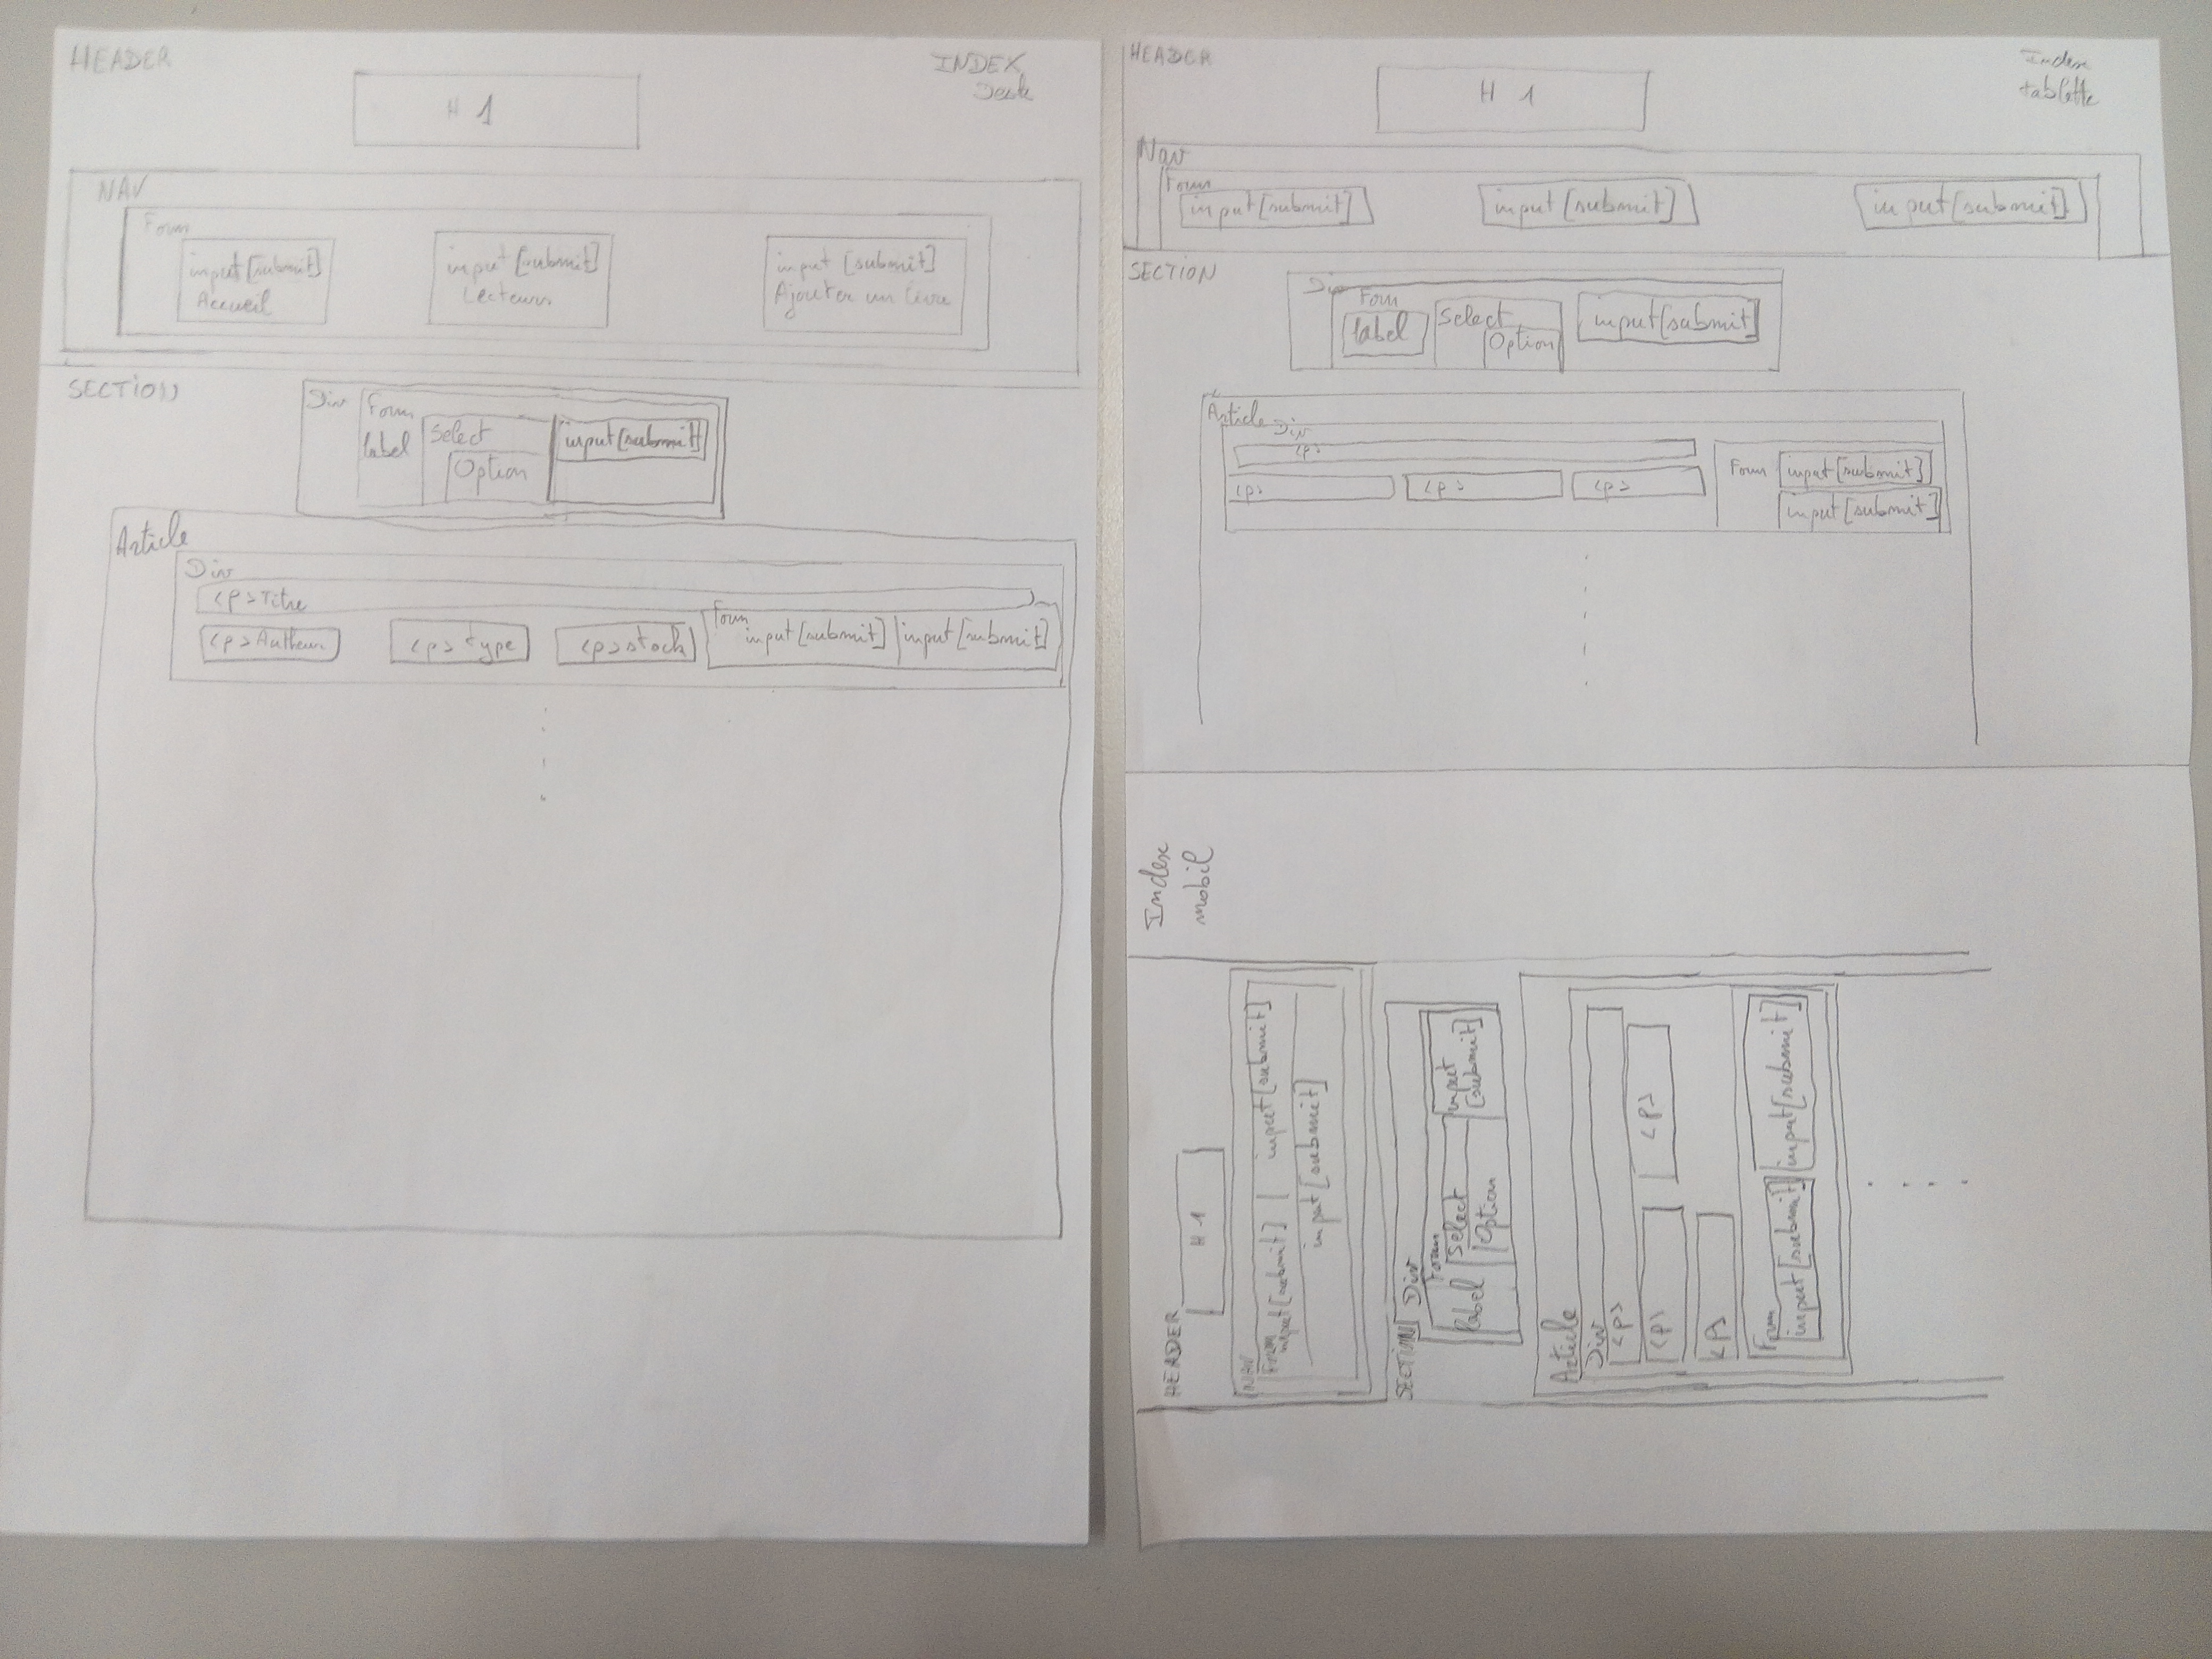 HEADER
INDEX
Desk
H 1
NAV
Form
input [submit]
Accueil
input [submit]
Lecteurs
input [submit]
Ajouter un livre
SECTION
Div
Form
label
Select
Option
input [submit]
Article
Div
<p> Titre
<p> Autheur
<p> type
<p> stock
Form
input [submit]
input [submit]
HEADER
Index
tablette
H 1
Nav
Form
input [submit]
input [submit]
input [submit]
SECTION
Div
Form
label
Select
Option
input [submit]
Article
Div
<p>
<p>
<p>
<p>
Form
input [submit]
input [submit]
Index
mobil
HEADER
H 1
NAV
Form
input [submit]
input [submit]
input [submit]
SECTION
Div
Form
label
Select
Option
input
[submit]
Article
Div
<p>
<p>
<p>
<p>
Form
input [submit]
input [submit]